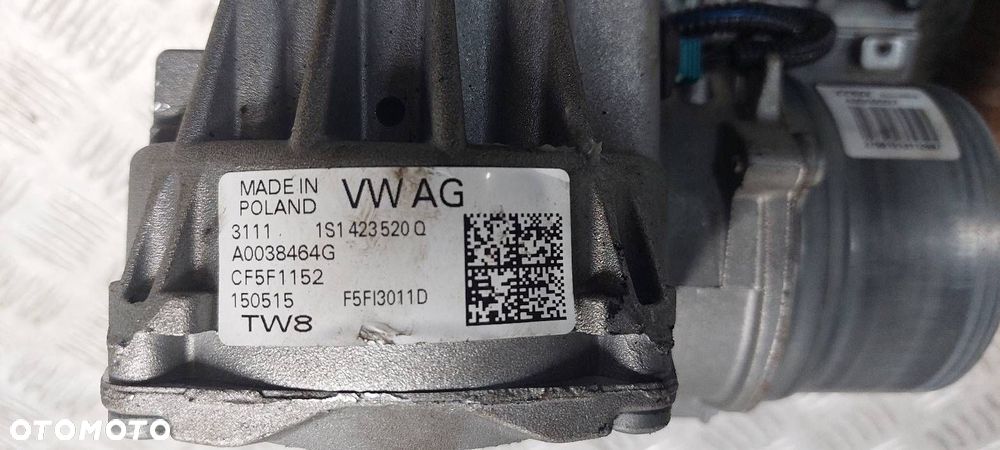 MADE IN VW AG
POLAND
3111. 1S1 423 520 Q
A0038464G
CF5F1152
150515 F5FI3011D
TW8
OTOMOTO